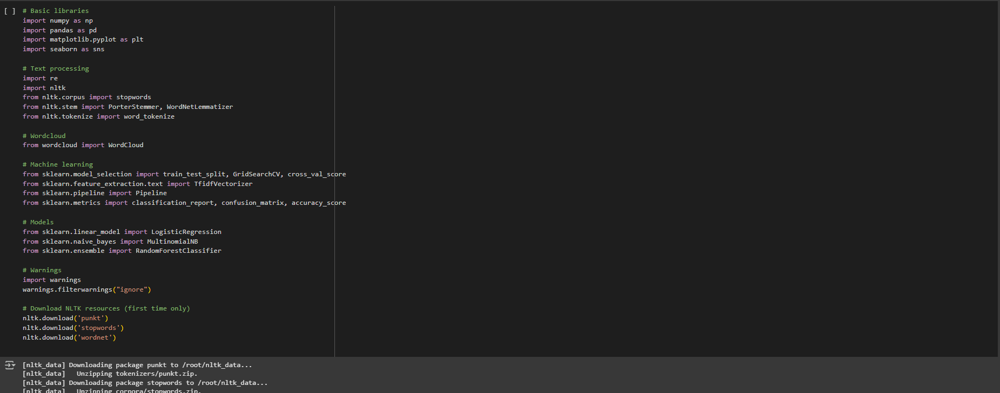 [ ] # Basic libraries
import numpy as np
import pandas as pd
import matplotlib.pyplot as plt
import seaborn as sns
# Text processing
import re
import nltk
from nltk.corpus import stopwords
from nltk.stem import PorterStemmer, WordNetLemmatizer
from nltk.tokenize import word_tokenize
# Wordcloud
from wordcloud import WordCloud
# Machine learning
from sklearn.model_selection import train_test_split, GridSearchCV, cross_val_score
from sklearn.feature_extraction.text import TfidfVectorizer
from sklearn.pipeline import Pipeline
from sklearn.metrics import classification_report, confusion_matrix, accuracy_score
# Models
from sklearn.linear_model import LogisticRegression
from sklearn.naive_bayes import MultinomialNB
from sklearn.ensemble import RandomForestClassifier
# Warnings
import warnings
warnings.filterwarnings("ignore")
# Download NLTK resources (first time only)
nltk.download('punkt')
nltk.download('stopwords')
nltk.download('wordnet')
[nltk_data] Downloading package punkt to /root/nltk_data...
[nltk_data]   Unzipping tokenizers/punkt.zip.
[nltk_data] Downloading package stopwords to /root/nltk_data...
[nltk_data]   Unzipping corpora/stopwords.zip.